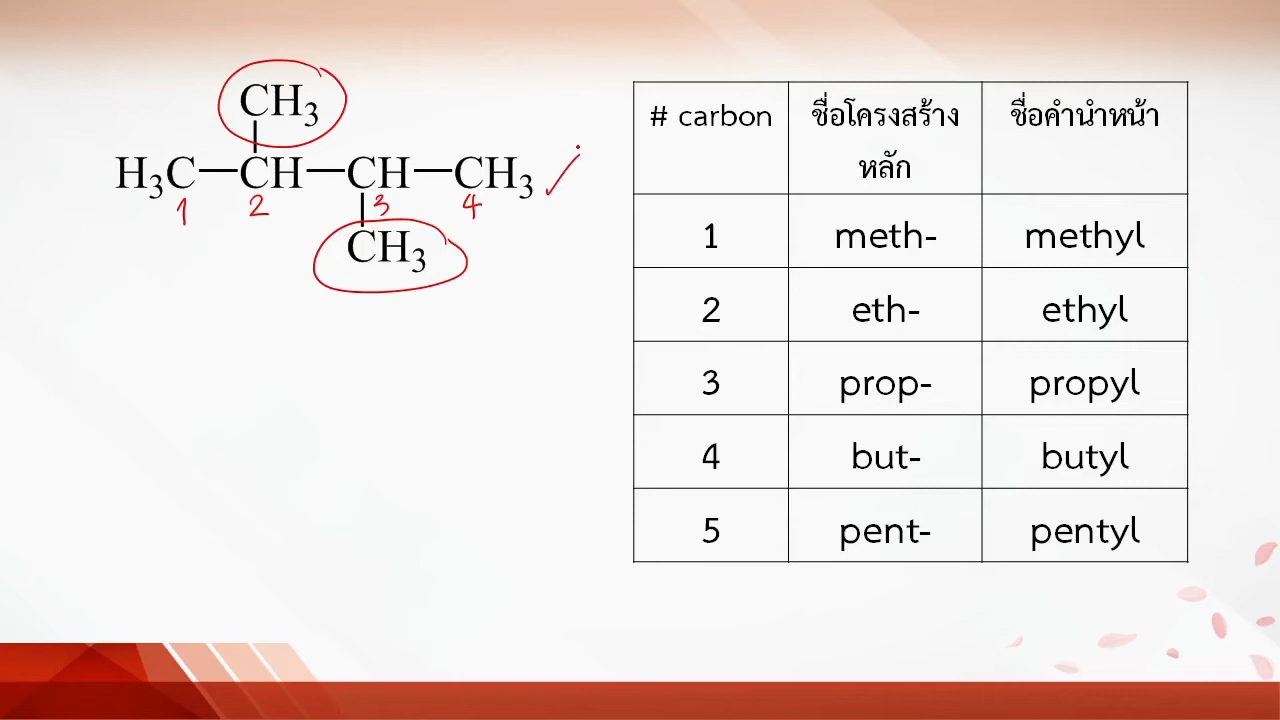 CH3
H3C—CH—CH—CH3
1 2 3 4
CH3
# carbon ชื่อโครงสร้าง ชื่อคำนำหน้า
หลัก
1 meth- methyl
2 eth- ethyl
3 prop- propyl
4 but- butyl
5 pent- pentyl